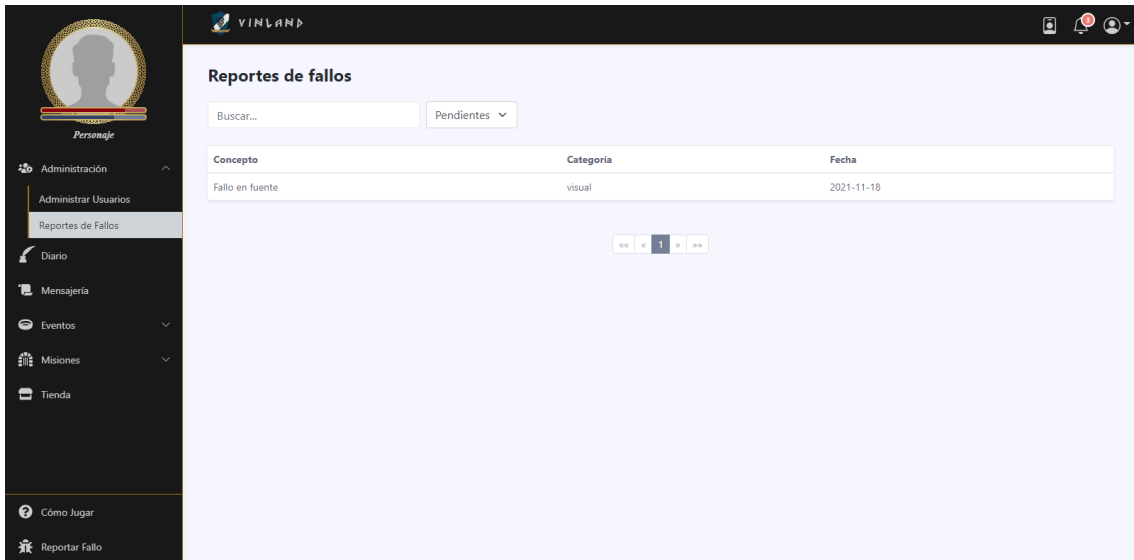 VINLAND
3
Personaje
Administración
Administrar Usuarios
Reportes de Fallos
Diario
Mensajería
Eventos
Misiones
Tienda
Cómo Jugar
Reportar Fallo
Reportes de fallos
Buscar...
Pendientes
Concepto Categoría Fecha
Fallo en fuente visual 2021-11-18
«« « 1 » »»